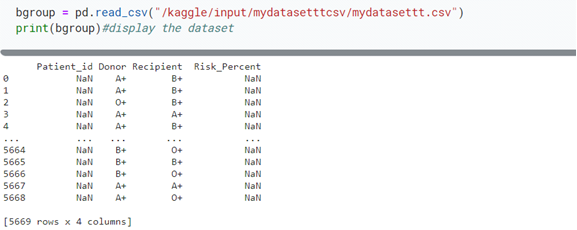 bgroup = pd.read_csv("/kaggle/input/mydatasetttcsv/mydasettt.csv")
print(bgroup)#display the dataset
Patient_id Donor Recipient Risk_Percent
0 NaN A+ B+ NaN
1 NaN A+ B+ NaN
2 NaN O+ B+ NaN
3 NaN A+ A+ NaN
4 NaN A+ B+ NaN
... ... ... ... ...
5664 NaN B+ O+ NaN
5665 NaN B+ B+ NaN
5666 NaN B+ O+ NaN
5667 NaN A+ A+ NaN
5668 NaN A+ O+ NaN
[5669 rows x 4 columns]